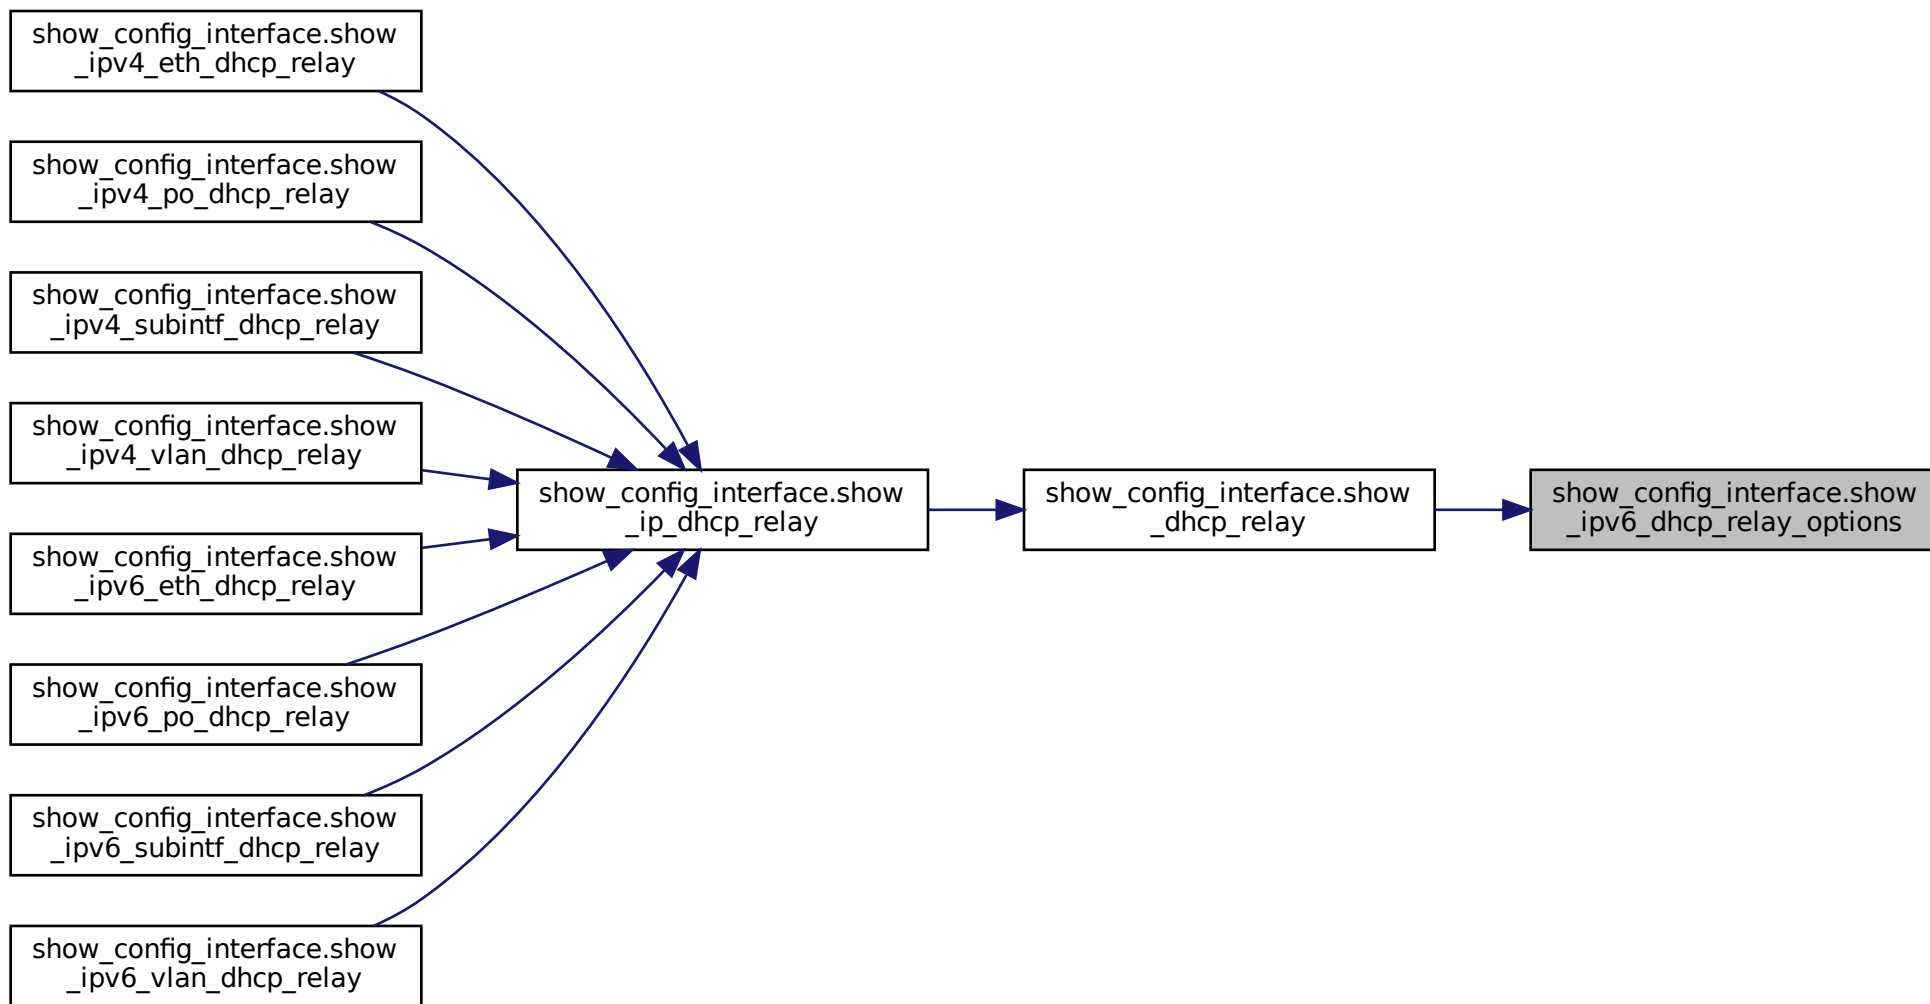 show_config_interface.show
_ipv4_eth_dhcp_relay
show_config_interface.show
_ipv4_po_dhcp_relay
show_config_interface.show
_ipv4_subintf_dhcp_relay
show_config_interface.show
_ipv4_vlan_dhcp_relay
show_config_interface.show
_ipv6_eth_dhcp_relay
show_config_interface.show
_ipv6_po_dhcp_relay
show_config_interface.show
_ipv6_subintf_dhcp_relay
show_config_interface.show
_ipv6_vlan_dhcp_relay
show_config_interface.show
_ip_dhcp_relay
show_config_interface.show
_dhcp_relay
show_config_interface.show
_ipv6_dhcp_relay_options